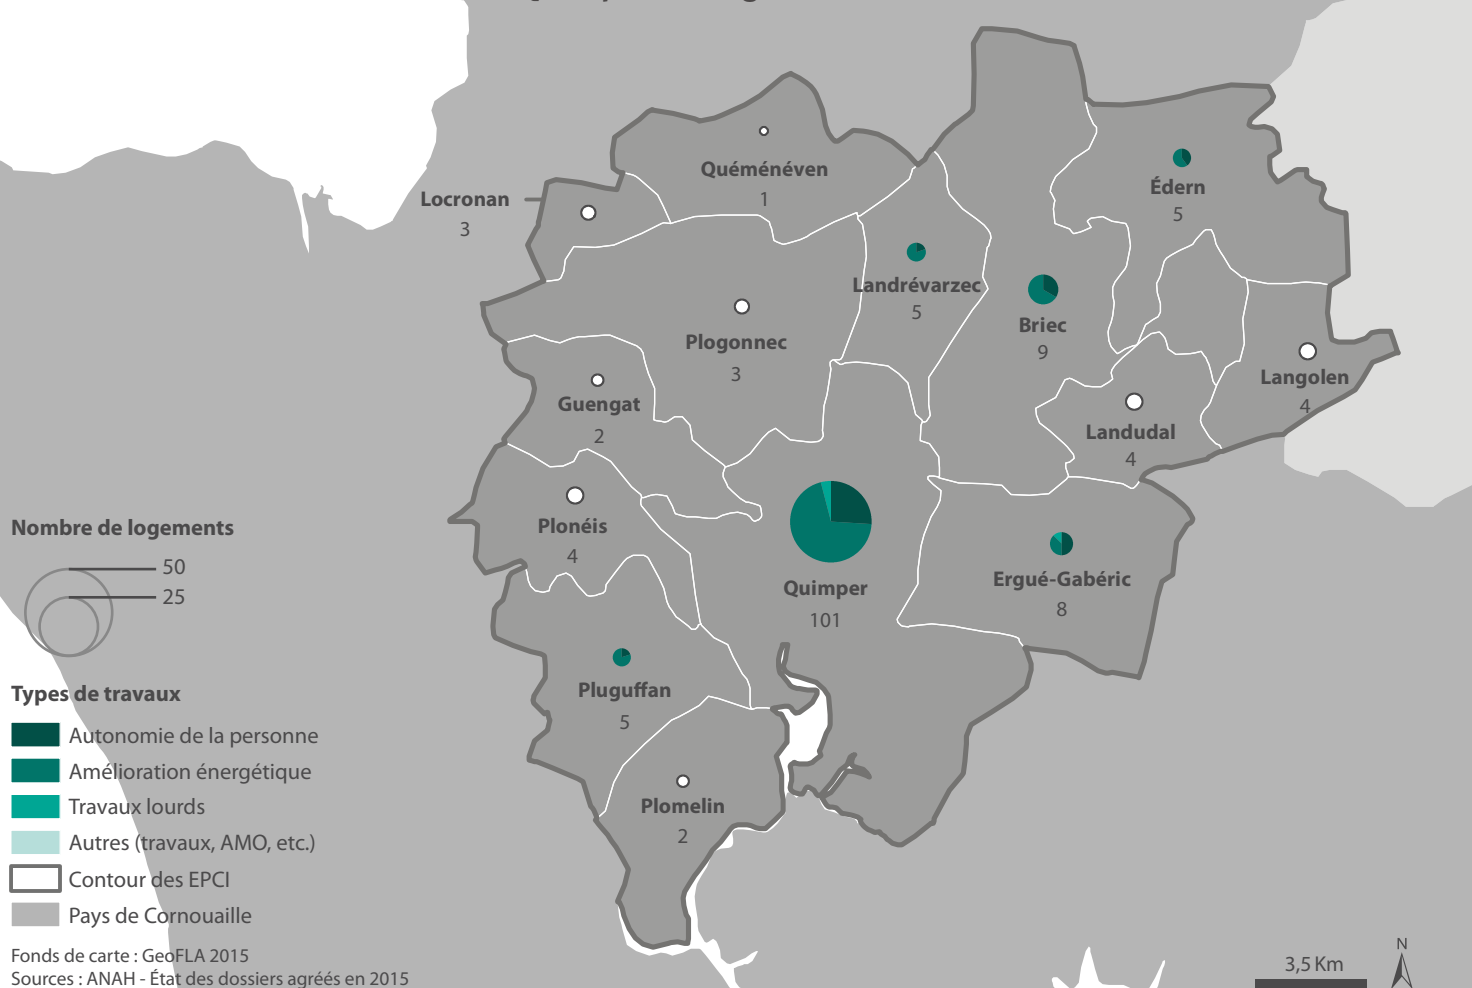 Quéménéven
1
Locronan
3
Édern
5
Landrévarzec
5
Briec
9
Plogonnec
3
Langolen
4
Guengat
2
Landudal
4
Plonéis
4
Quimper
101
Ergué-Gabéric
8
Pluguffan
5
Plomelin
2
Nombre de logements
50
25
Types de travaux
Autonomie de la personne
Amélioration énergétique
Travaux lourds
Autres (travaux, AMO, etc.)
Contour des EPCI
Pays de Cornouaille
Fonds de carte : GeoFLA 2015
Sources : ANAH - État des dossiers agréés en 2015
3,5 Km
N